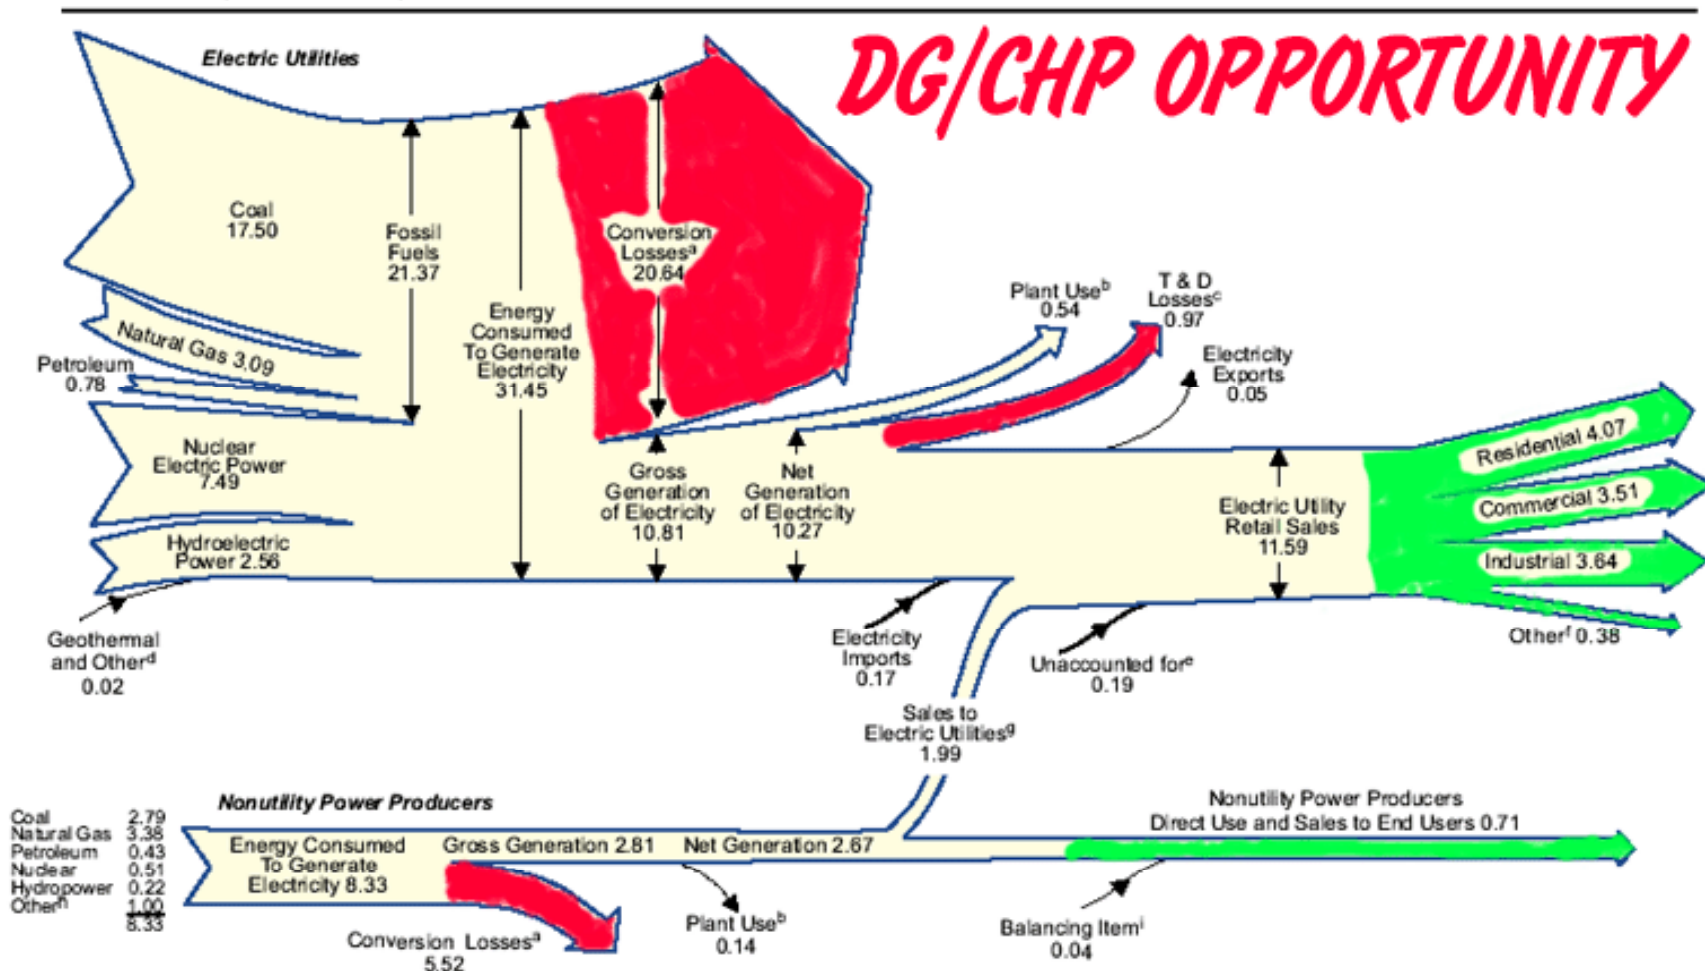 DG/CHP OPPORTUNITY
Electric Utilities
Coal
17.50
Fossil
Fuels
21.37
Natural Gas 3.09
Petroleum
0.78
Nuclear
Electric Power
7.49
Hydroelectric
Power 2.56
Geothermal
and Other^d
0.02
Energy
Consumed
To Generate
Electricity
31.45
Conversion
Losses^a
20.64
Gross
Generation
of Electricity
10.81
Net
Generation
of Electricity
10.27
Plant Use^b
0.54
T & D
Losses^c
0.97
Electricity
Exports
0.05
Electric Utility
Retail Sales
11.59
Residential 4.07
Commercial 3.51
Industrial 3.64
Other^f 0.38
Electricity
Imports
0.17
Unaccounted for^e
0.19
Sales to
Electric Utilities^g
1.99
Nonutility Power Producers
Coal 2.79
Natural Gas 3.38
Petroleum 0.43
Nuclear 0.51
Hydropower 0.22
Other^h 1.00
8.33
Energy Consumed
To Generate
Electricity 8.33
Gross Generation 2.81
Net Generation 2.67
Conversion Losses^a
5.52
Plant Use^b
0.14
Nonutility Power Producers
Direct Use and Sales to End Users 0.71
Balancing Item^i
0.04